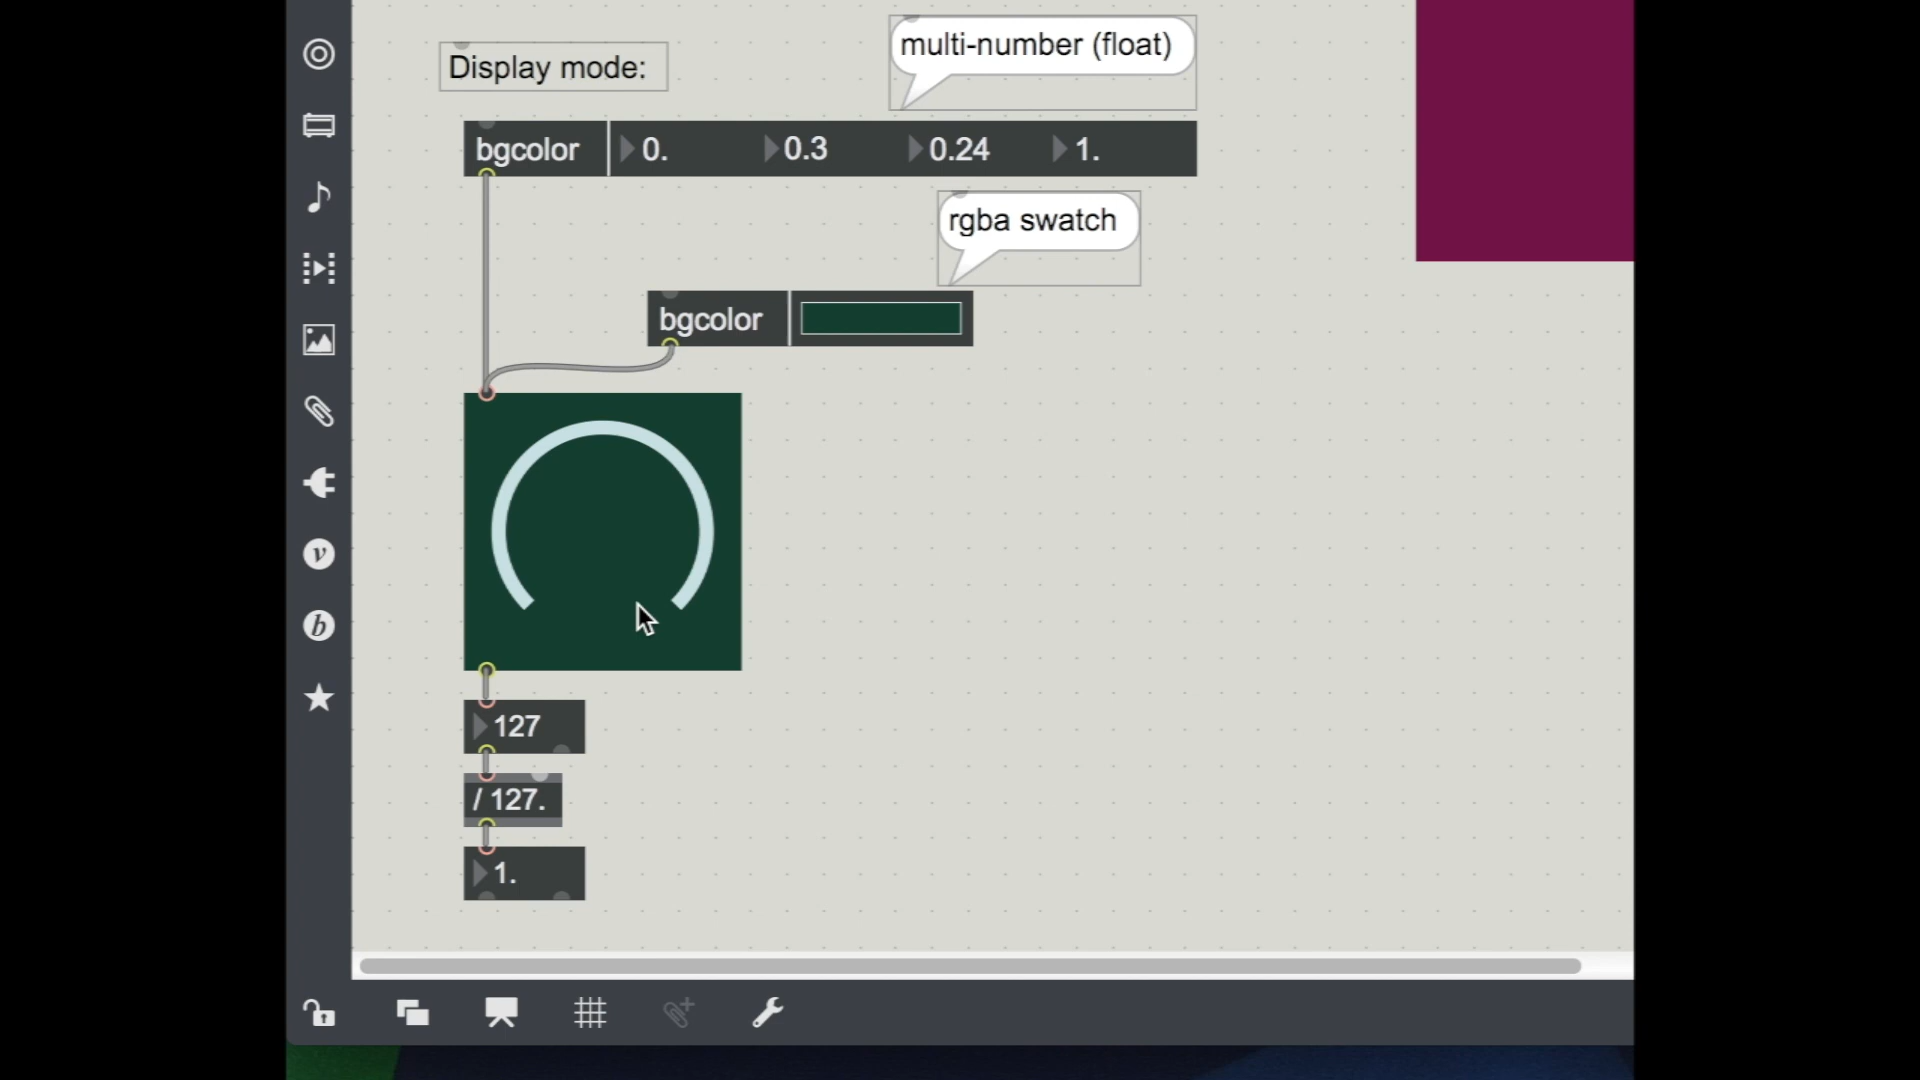 multi-number (float)
Display mode:
bgcolor 0. 0.3 0.24 1.
rgba swatch
bgcolor
127
/ 127.
1.
v
b